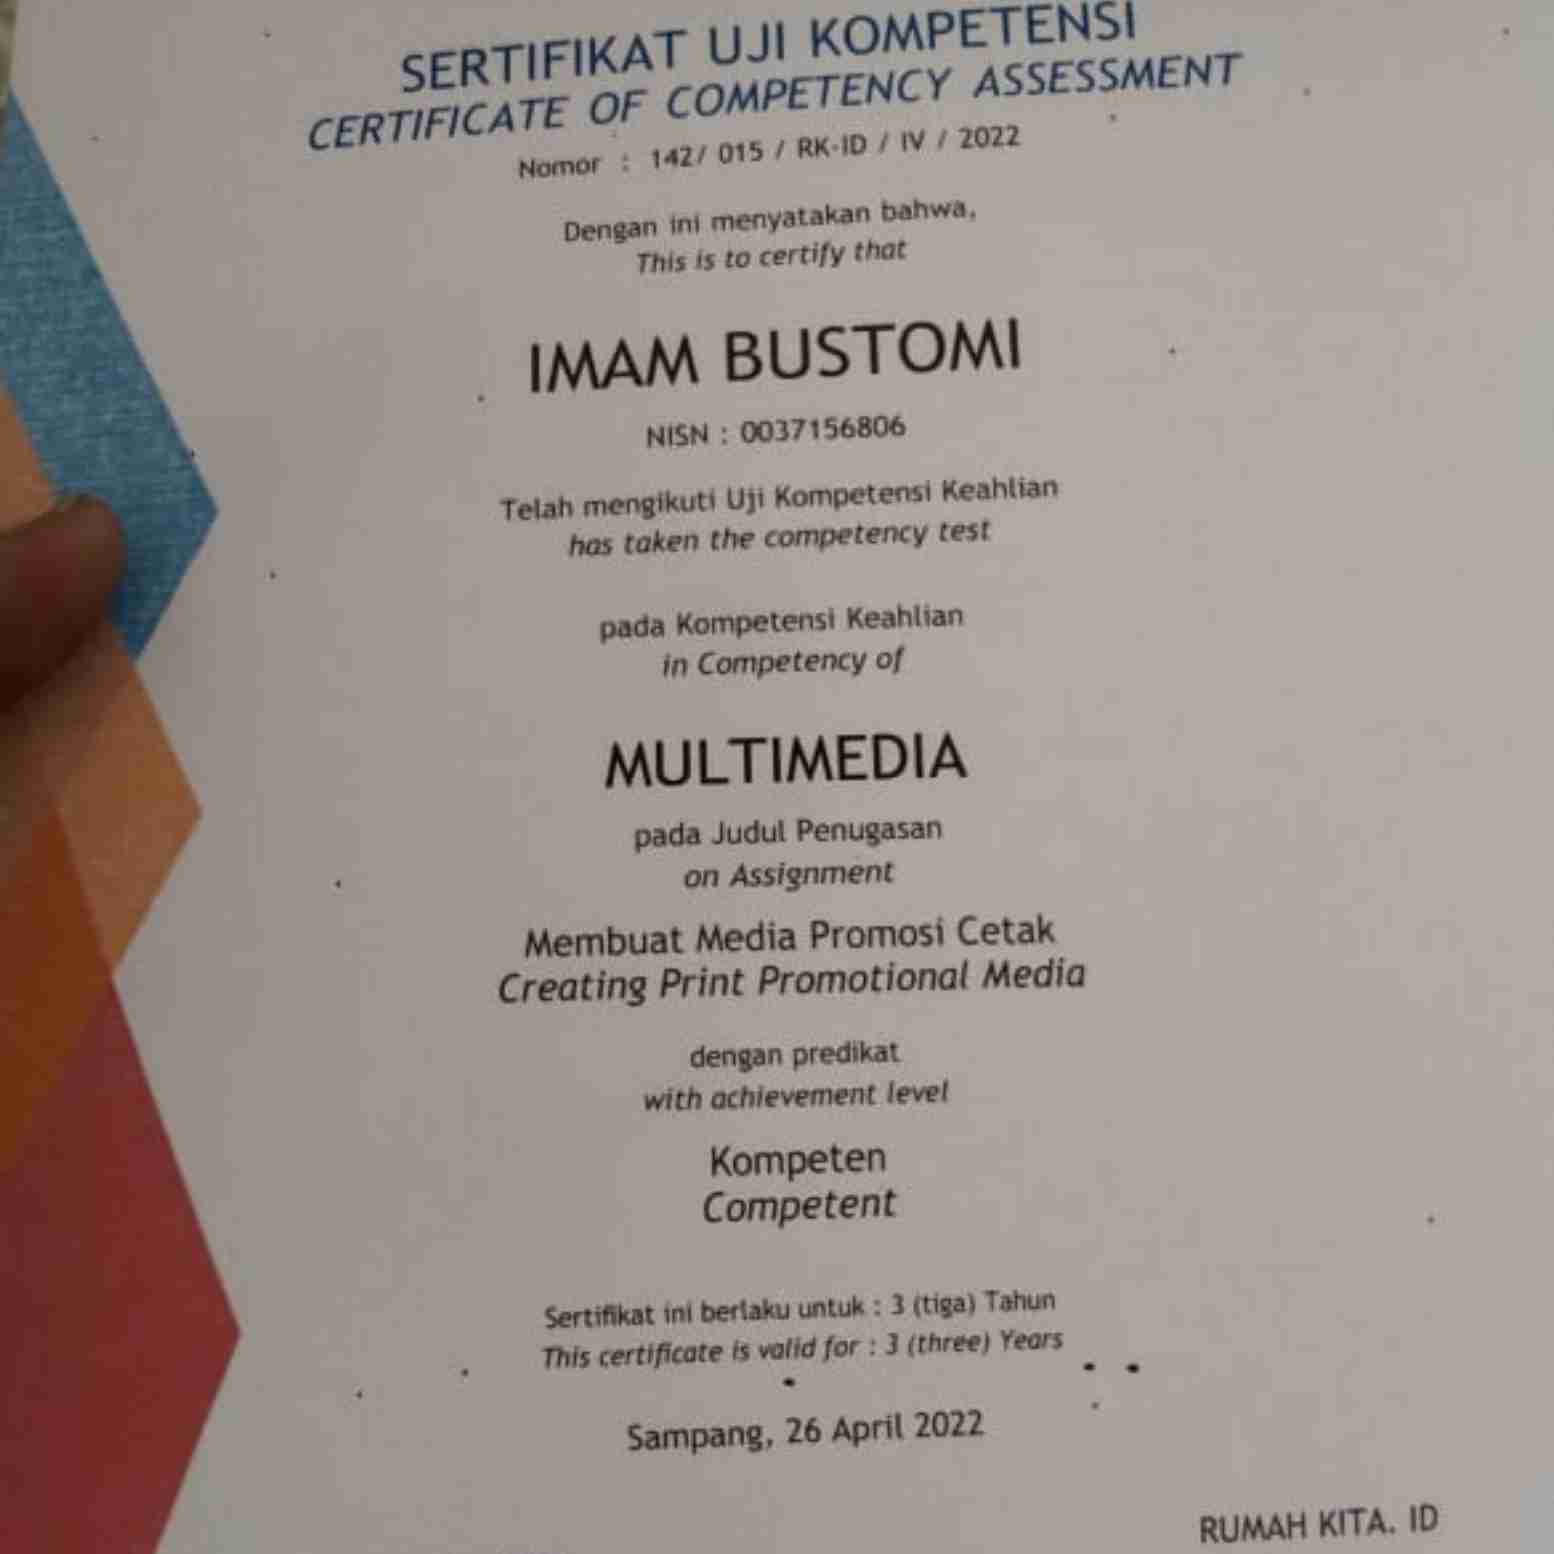 SERTIFIKAT UJI KOMPETENSI
CERTIFICATE OF COMPETENCY ASSESSMENT
Nomor : 142/ 015 / RK-ID / IV / 2022
Dengan ini menyatakan bahwa,
This is to certify that
IMAM BUSTOMI
NISN : 0037156806
Telah mengikuti Uji Kompetensi Keahlian
has taken the competency test
pada Kompetensi Keahlian
in Competency of
MULTIMEDIA
pada Judul Penugasan
on Assignment
Membuat Media Promosi Cetak
Creating Print Promotional Media
dengan predikat
with achievement level
Kompeten
Competent
Sertifikat ini berlaku untuk : 3 (tiga) Tahun
This certificate is valid for : 3 (three) Years
Sampang, 26 April 2022
RUMAH KITA. ID